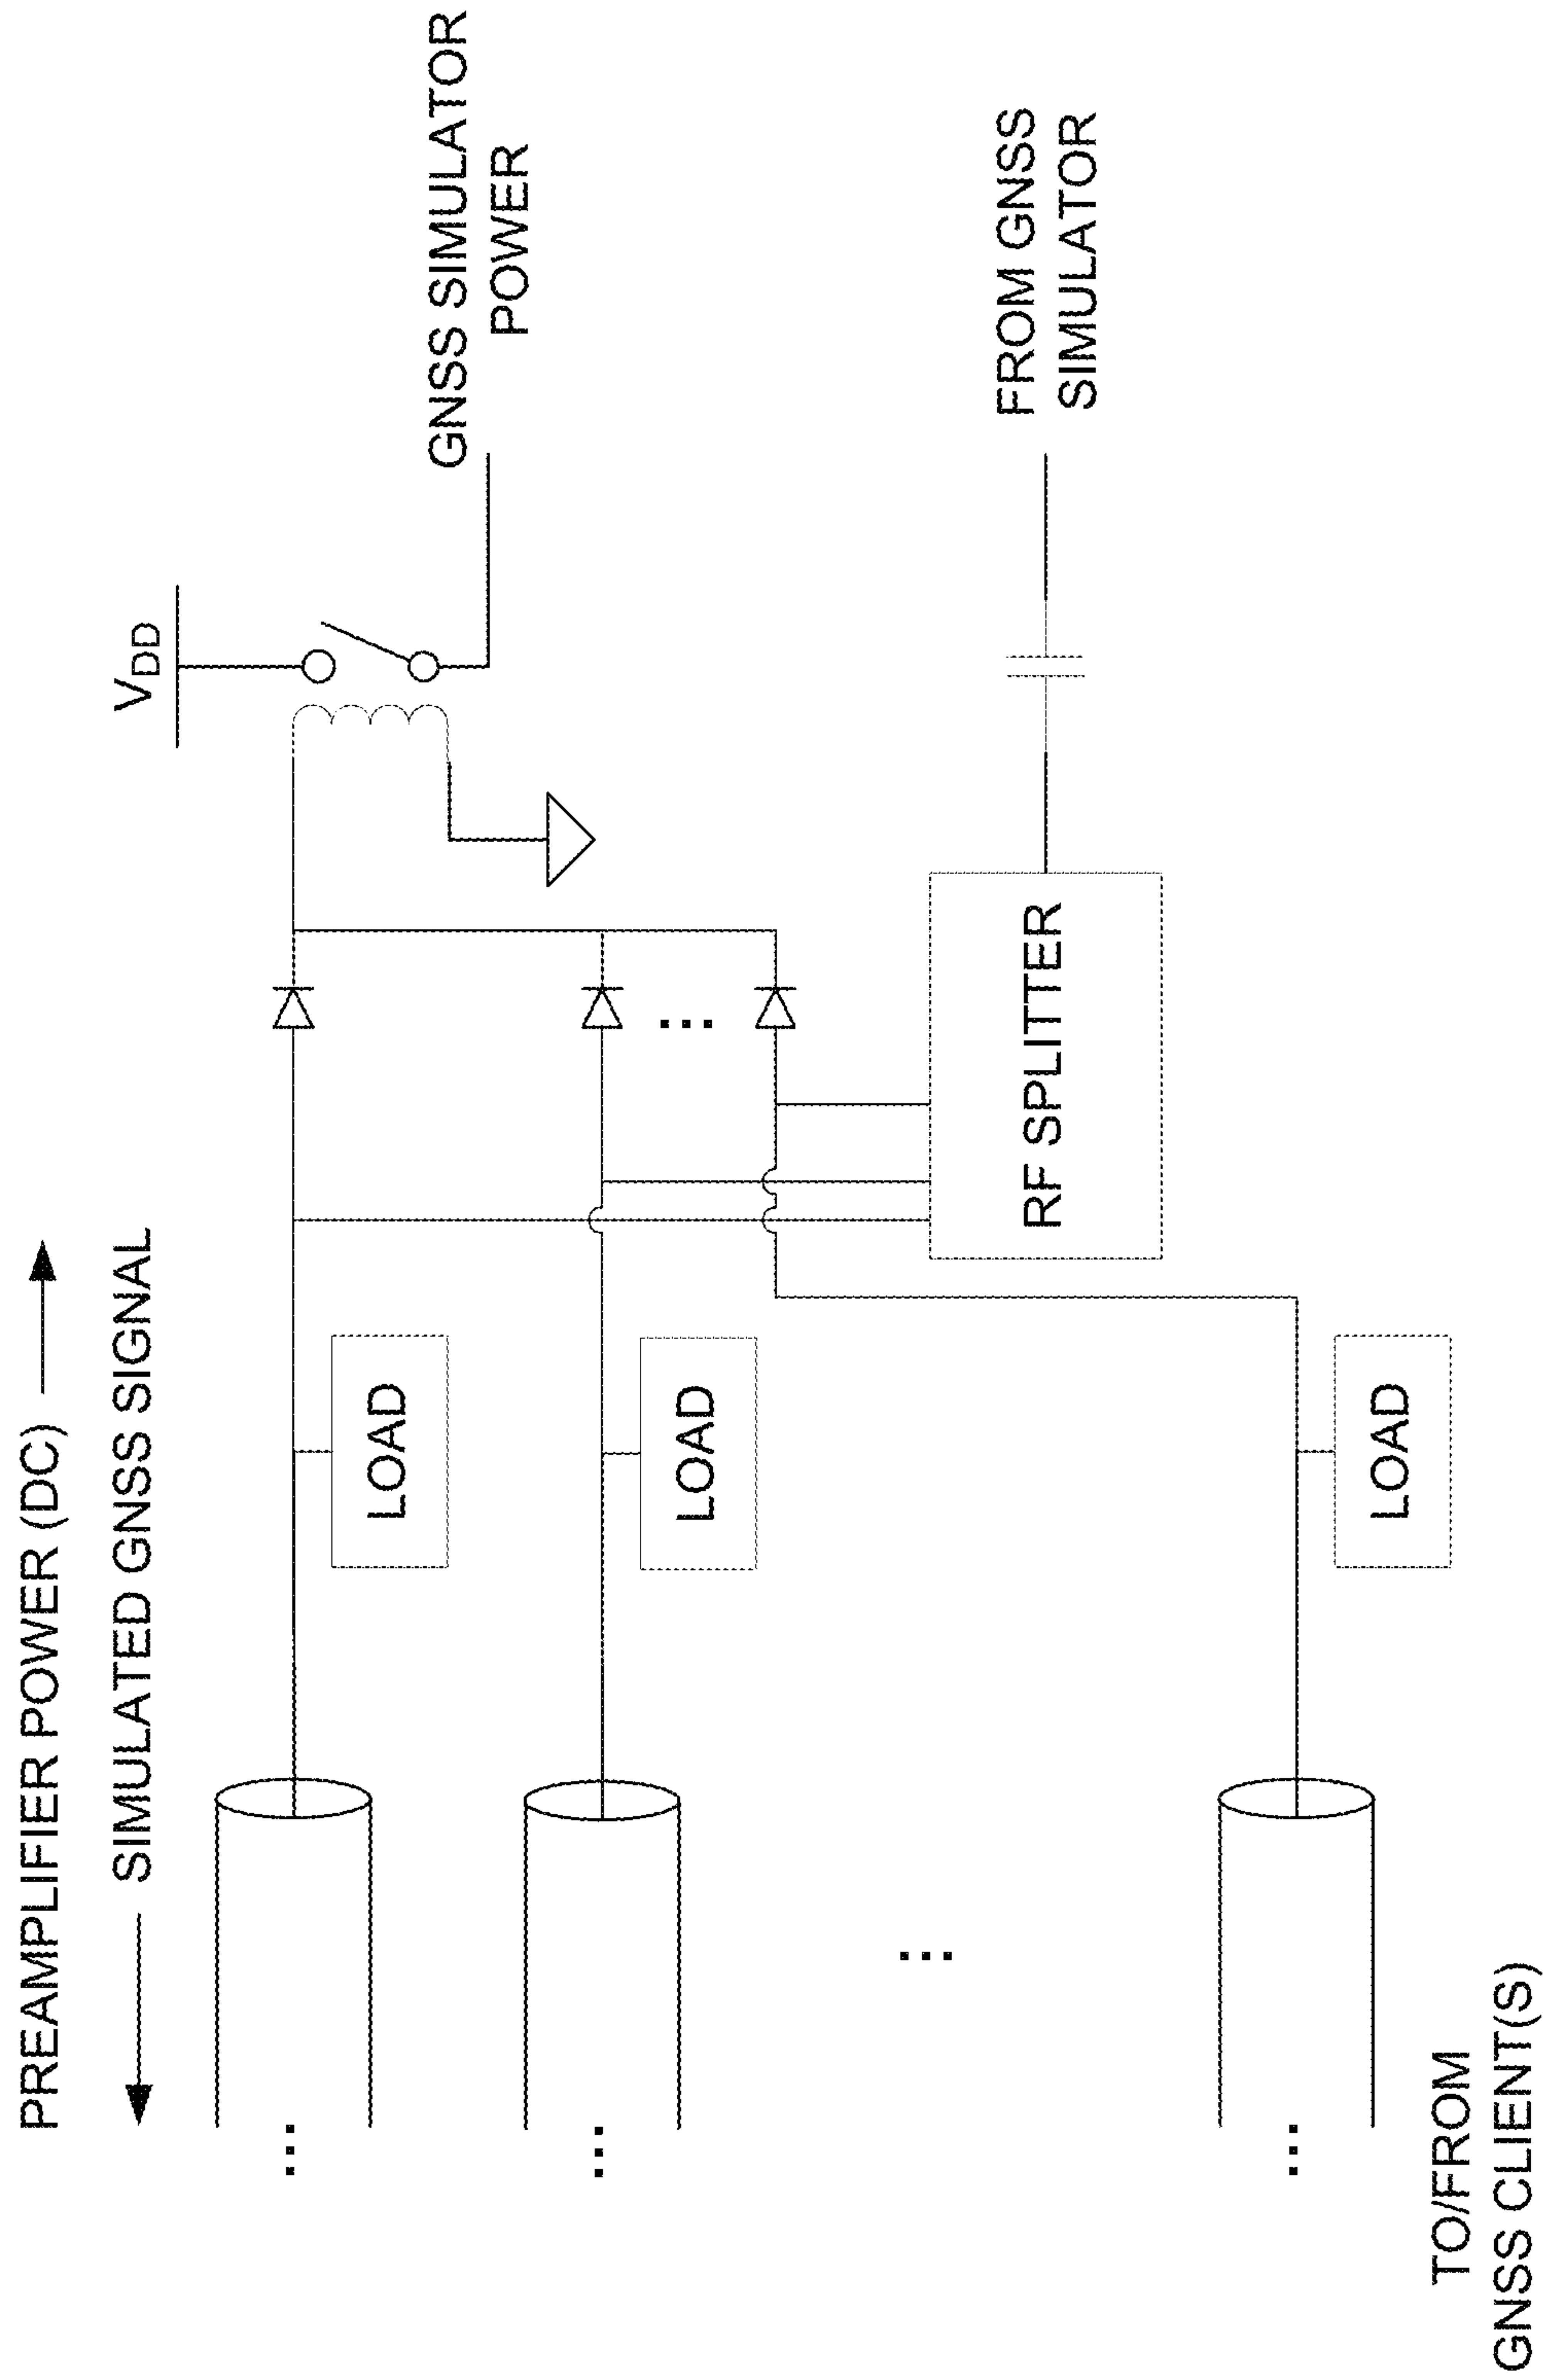 PREAMPLIFIER POWER (DC)
SIMULATED GNSS SIGNAL
V_DD
GNSS SIMULATOR
POWER
LOAD
LOAD
RF SPLITTER
FROM GNSS
SIMULATOR
LOAD
TO/FROM
GNSS CLIENT(S)